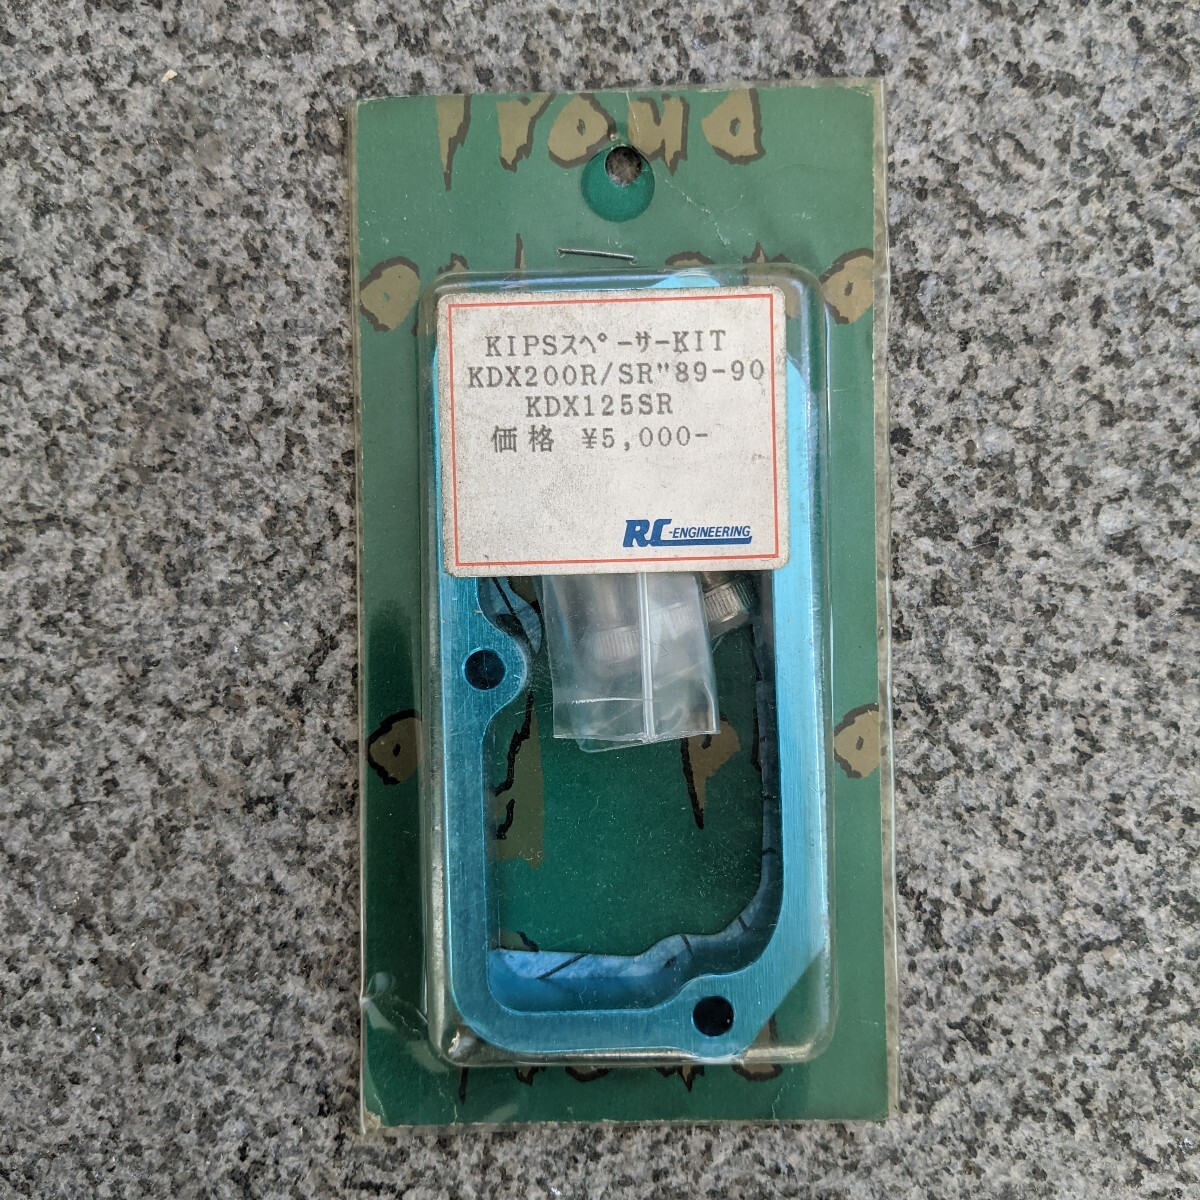 Proud
KIPSスペーサーKIT
KDX200R/SR"89-90
KDX125SR
価格 ¥5,000-
RC-ENGINEERING